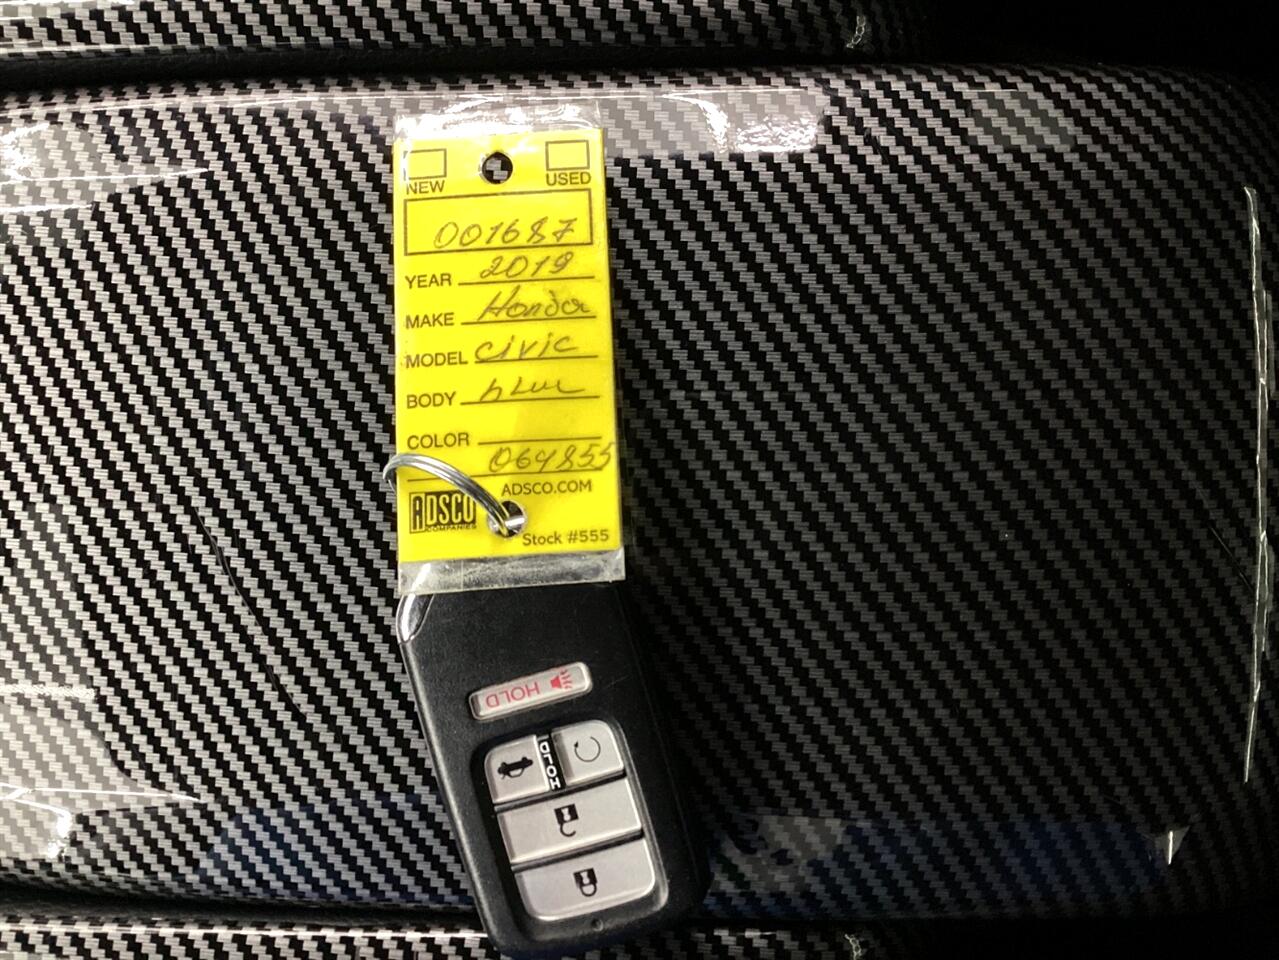 NEW USED
001687
YEAR 2019
MAKE Honda
MODEL civic
BODY blue
COLOR
064855
ADSCO.COM
ADSCO
COMPANIES
Stock #555
HOLD
HOLD